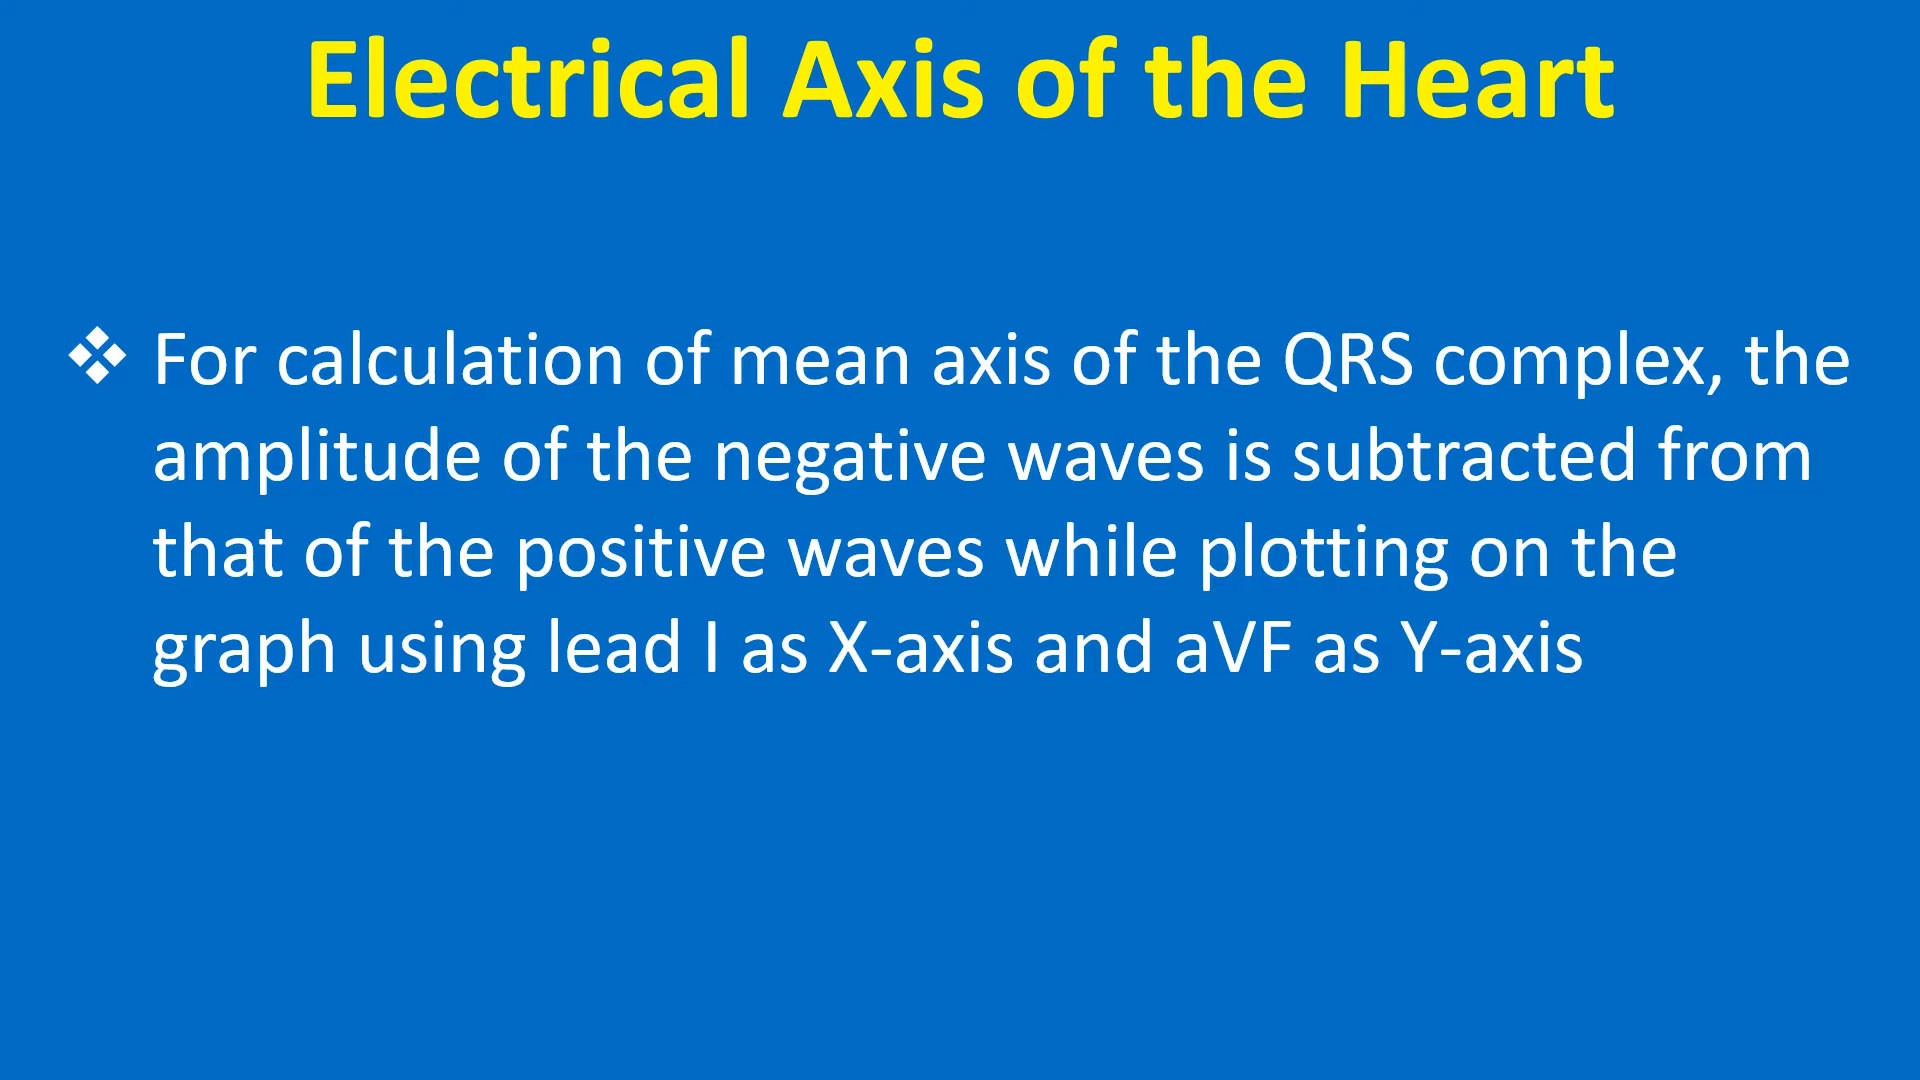 Electrical Axis of the Heart
❖ For calculation of mean axis of the QRS complex, the
amplitude of the negative waves is subtracted from
that of the positive waves while plotting on the
graph using lead I as X-axis and aVF as Y-axis